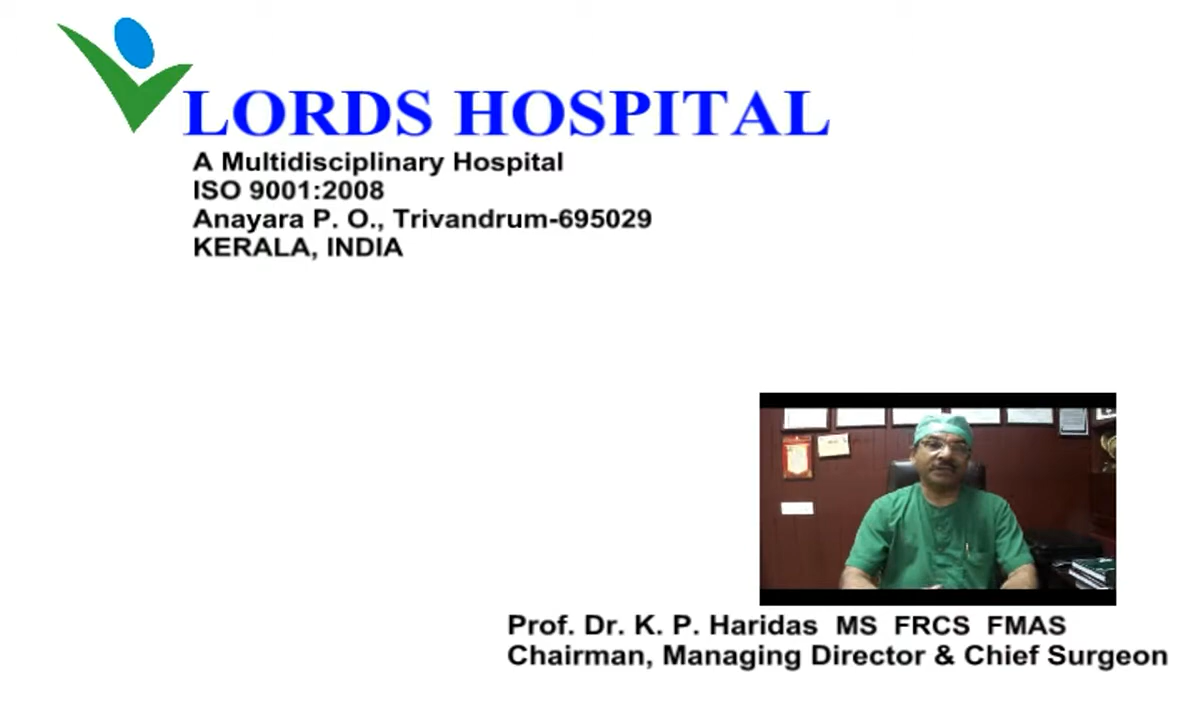 LORDS HOSPITAL
A Multidisciplinary Hospital
ISO 9001:2008
Anayara P. O., Trivandrum-695029
KERALA, INDIA
Prof. Dr. K. P. Haridas MS FRCS FMAS
Chairman, Managing Director & Chief Surgeon